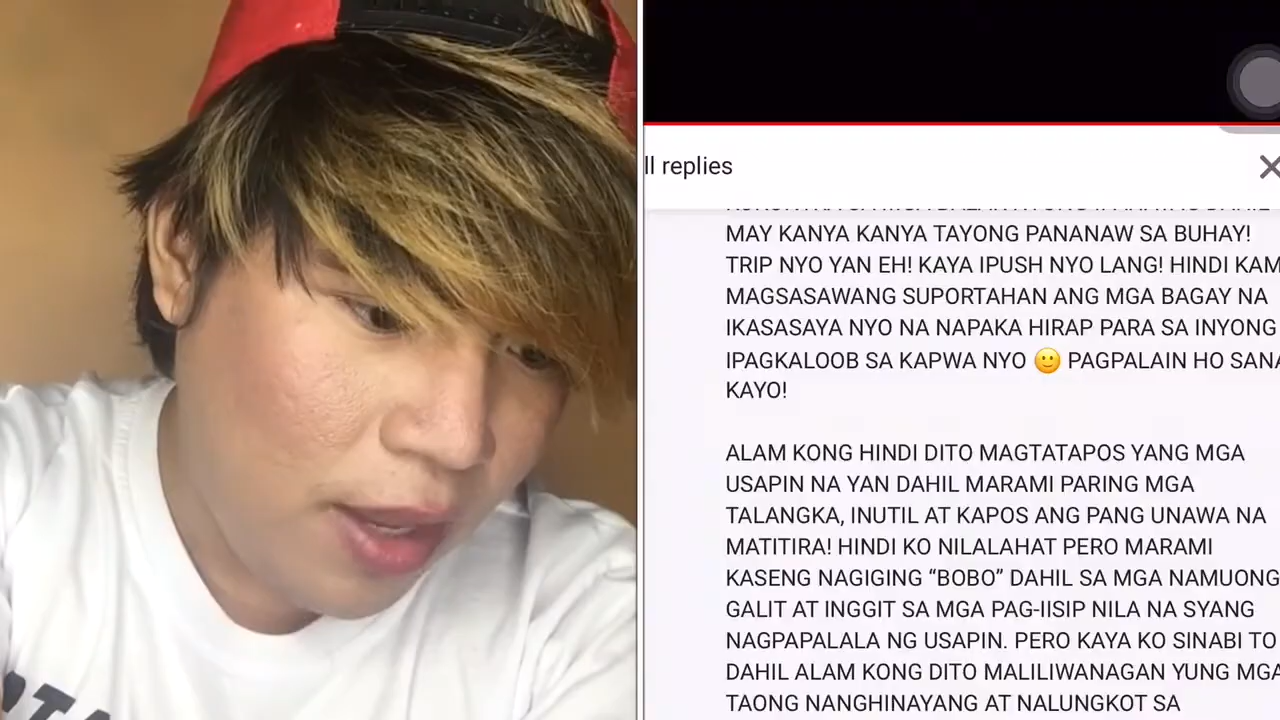 ll replies
MAY KANYA KANYA TAYONG PANANAW SA BUHAY!
TRIP NYO YAN EH! KAYA IPUSH NYO LANG! HINDI KAM
MAGSASAWANG SUPORTAHAN ANG MGA BAGAY NA
IKASASAYA NYO NA NAPAKA HIRAP PARA SA INYONG
IPAGKALOOB SA KAPWA NYO 🙂 PAGPALAIN HO SANA
KAYO!
ALAM KONG HINDI DITO MAGTATAPOS YANG MGA
USAPIN NA YAN DAHIL MARAMI PARING MGA
TALANGKA, INUTIL AT KAPOS ANG PANG UNAWA NA
MATITIRA! HINDI KO NILALAHAT PERO MARAMI
KASENG NAGIGING “BOBO” DAHIL SA MGA NAMUONG
GALIT AT INGGIT SA MGA PAG-IISIP NILA NA SYANG
NAGPAPALALA NG USAPIN. PERO KAYA KO SINABI TO
DAHIL ALAM KONG DITO MALILIWANAGAN YUNG MGA
TAONG NANGHINAYANG AT NALUNGKOT SA